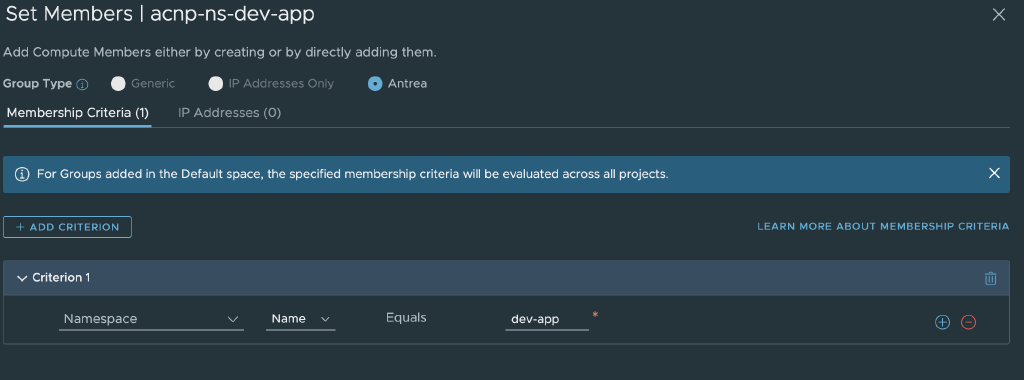 Set Members | acnp-ns-dev-app
Add Compute Members either by creating or by directly adding them.
Group Type Generic IP Addresses Only Antrea
Membership Criteria (1) IP Addresses (0)
For Groups added in the Default space, the specified membership criteria will be evaluated across all projects.
+ ADD CRITERION LEARN MORE ABOUT MEMBERSHIP CRITERIA
Criterion 1
Namespace Name Equals dev-app *